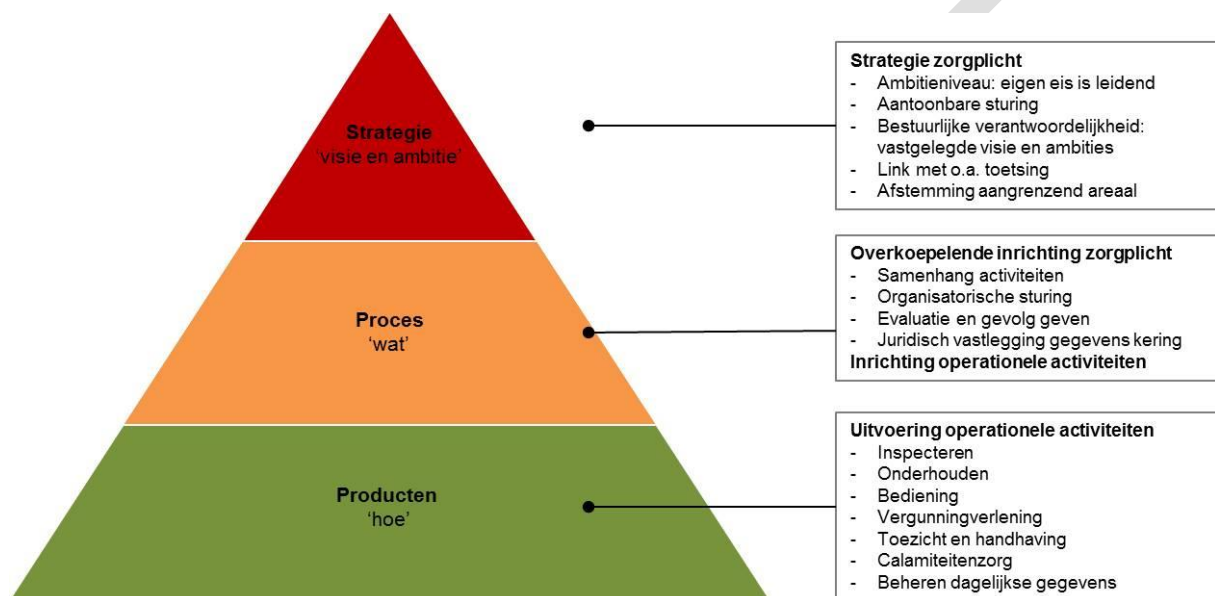 Strategie
‘visie en ambitie’
Proces
‘wat’
Producten
‘hoe’
Strategie zorgplicht
- Ambitieniveau: eigen eis is leidend
- Aantoonbare sturing
- Bestuurlijke verantwoordelijkheid:
vastgelegde visie en ambities
- Link met o.a. toetsing
- Afstemming aangrenzend areaal
Overkoepelende inrichting zorgplicht
- Samenhang activiteiten
- Organisatorische sturing
- Evaluatie en gevolg geven
- Juridisch vastlegging gegevens kering
Inrichting operationele activiteiten
Uitvoering operationele activiteiten
- Inspecteren
- Onderhouden
- Bediening
- Vergunningverlening
- Toezicht en handhaving
- Calamiteitenzorg
- Beheren dagelijkse gegevens